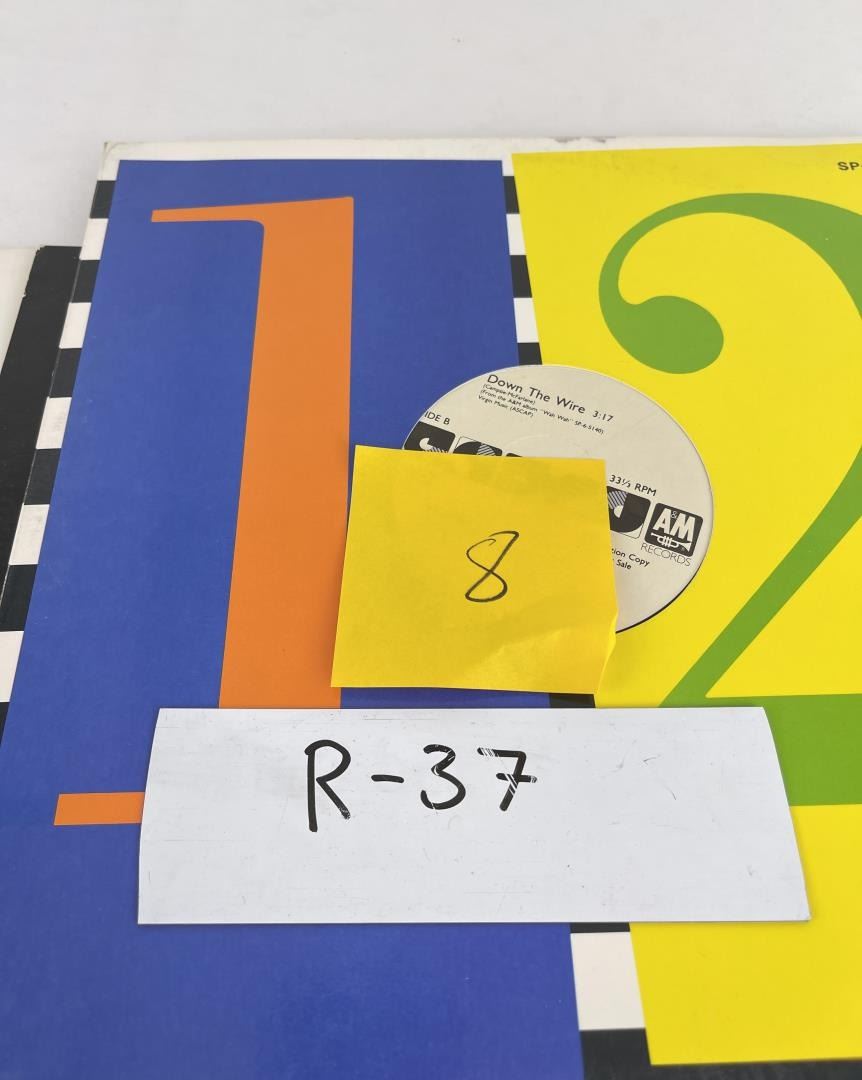 12
SP
Down The Wire 3:17
(From the A&M album "Wah Wah" SP-6-5140)
Virgin Music (ASCAP)
IDE B
33⅓ RPM
A&M
RECORDS
tion Copy
Sale
8
R-37